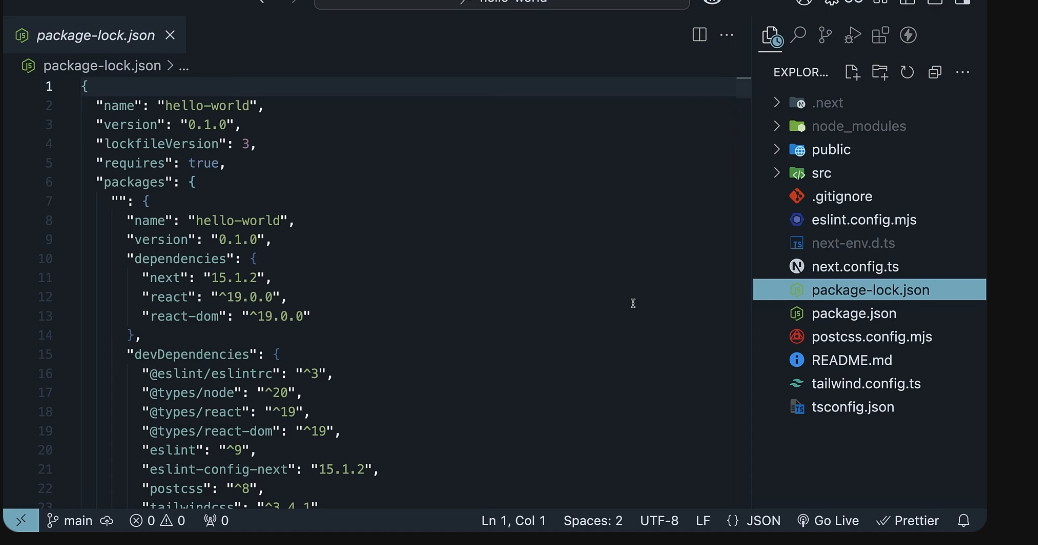 hello-world
package-lock.json
package-lock.json > ...
1 {
2 "name": "hello-world",
3 "version": "0.1.0",
4 "lockfileVersion": 3,
5 "requires": true,
6 "packages": {
7 "": {
8 "name": "hello-world",
9 "version": "0.1.0",
10 "dependencies": {
11 "next": "15.1.2",
12 "react": "^19.0.0",
13 "react-dom": "^19.0.0"
14 },
15 "devDependencies": {
16 "@eslint/eslintrc": "^3",
17 "@types/node": "^20",
18 "@types/react": "^19",
19 "@types/react-dom": "^19",
20 "eslint": "^9",
21 "eslint-config-next": "15.1.2",
22 "postcss": "^8",
23 "tailwindcss": "^3.4.1"
EXPLOR...
.next
node_modules
public
src
.gitignore
eslint.config.mjs
next-env.d.ts
next.config.ts
package-lock.json
package.json
postcss.config.mjs
README.md
tailwind.config.ts
tsconfig.json
main 0 0 0 Ln 1, Col 1 Spaces: 2 UTF-8 LF {} JSON Go Live Prettier